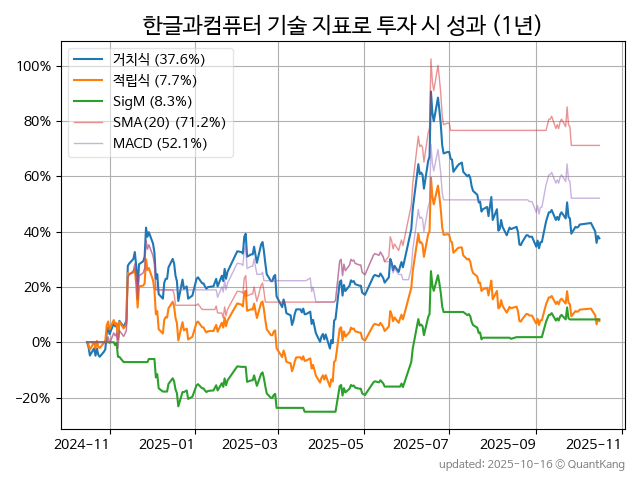 한글과컴퓨터 기술 지표로 투자 시 성과 (1년)
거치식 (37.6%)
적립식 (7.7%)
SigM (8.3%)
SMA(20) (71.2%)
MACD (52.1%)
100%
80%
60%
40%
20%
0%
−20%
2024-11 2025-01 2025-03 2025-05 2025-07 2025-09 2025-11
updated: 2025-10-16 © QuantKang